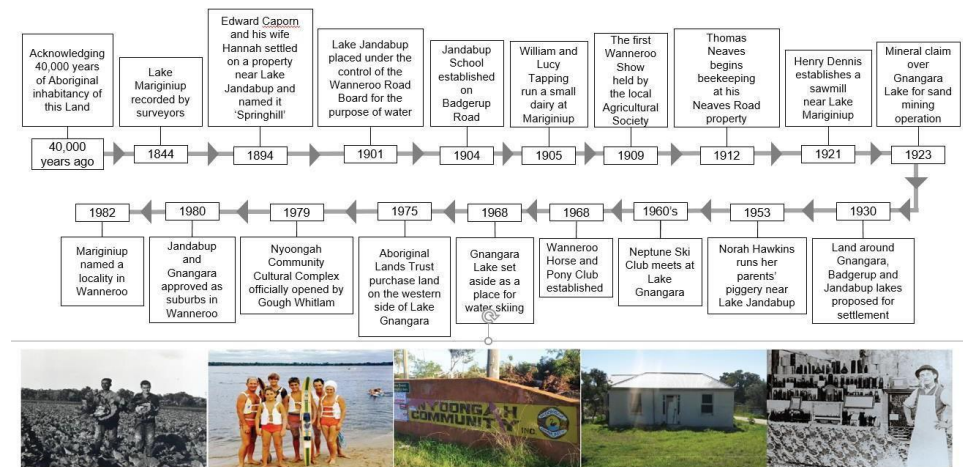 Acknowledging
40,000 years
of Aboriginal
inhabitancy of
this Land
40,000
years ago
Lake
Mariginiup
recorded by
surveyors
1844
Edward Caporn
and his wife
Hannah settled
on a property
near Lake
Jandabup and
named it
‘Springhill’
1894
Lake Jandabup
placed under the
control of the
Wanneroo Road
Board for the
purpose of water
1901
Jandabup
School
established
on
Badgerup
Road
1904
William and
Lucy
Tapping
run a small
dairy at
Mariginiup
1905
The first
Wanneroo
Show
held by
the local
Agricultural
Society
1909
Thomas
Neaves
begins
beekeeping
at his
Neaves Road
property
1912
Henry Dennis
establishes a
sawmill
near Lake
Mariginiup
1921
Mineral claim
over
Gnangara
Lake for sand
mining
operation
1923
1930
Land around
Gnangara,
Badgerup and
Jandabup lakes
proposed for
settlement
1953
Norah Hawkins
runs her
parents’
piggery near
Lake Jandabup
1960's
Neptune Ski
Club meets at
Lake
Gnangara
1968
Wanneroo
Horse and
Pony Club
established
1968
Gnangara
Lake set
aside as a
place for
water skiing
1975
Aboriginal
Lands Trust
purchase land
on the western
side of Lake
Gnangara
1979
Nyoongah
Community
Cultural Complex
officially opened by
Gough Whitlam
1980
Jandabup
and
Gnangara
approved as
suburbs in
Wanneroo
1982
Mariginiup
named a
locality in
Wanneroo
NYOONGAH
COMMUNITY
INC.